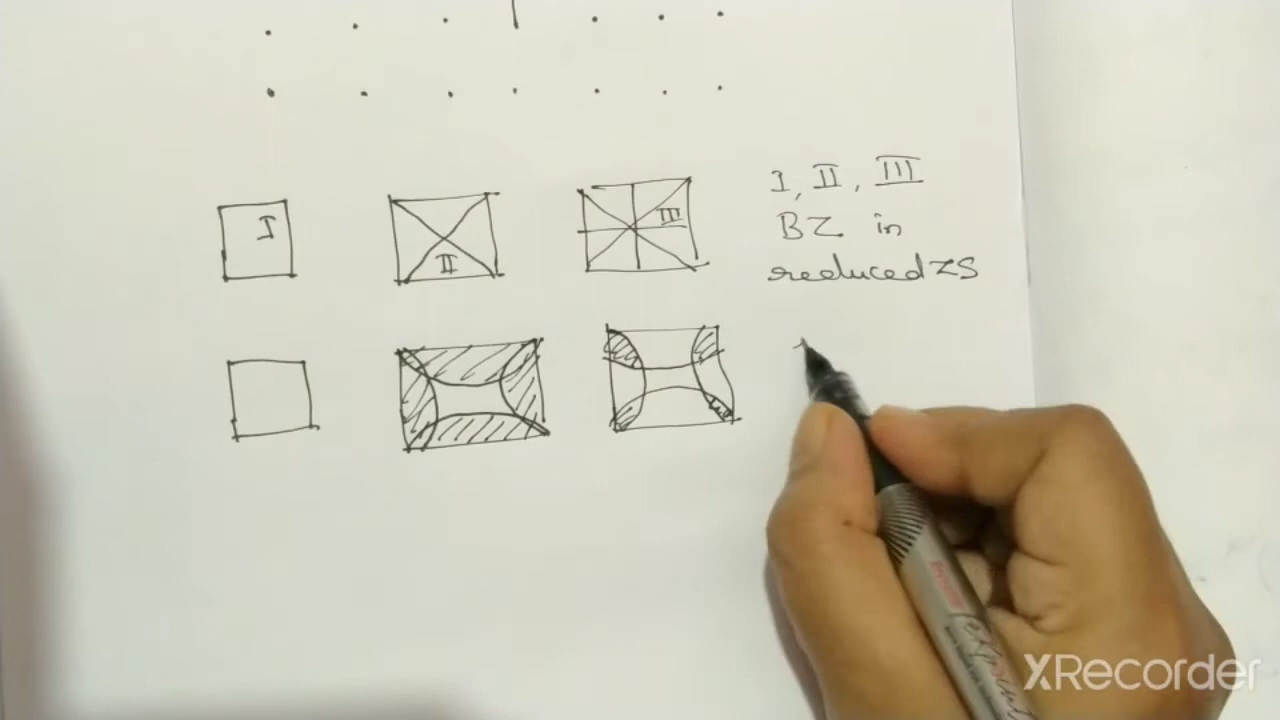 I
II
III
I, II, III
BZ in
reduced ZS
XRecorder